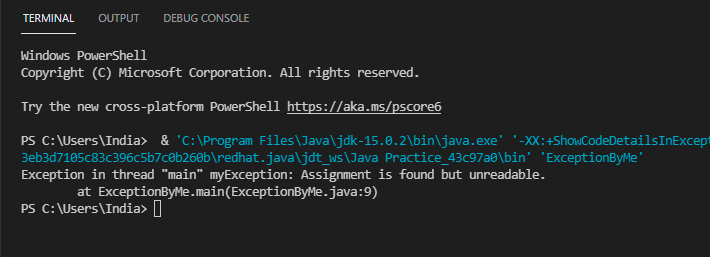 TERMINAL OUTPUT DEBUG CONSOLE
Windows PowerShell
Copyright (C) Microsoft Corporation. All rights reserved.
Try the new cross-platform PowerShell https://aka.ms/pscore6
PS C:\Users\India>  & 'C:\Program Files\Java\jdk-15.0.2\bin\java.exe' '-XX:+ShowCodeDetailsInExcept
3eb3d7105c83c396c5b7c0b260b\redhat.java\jdt_ws\Java Practice_43c97a0\bin' 'ExceptionByMe'
Exception in thread "main" myException: Assignment is found but unreadable.
        at ExceptionByMe.main(ExceptionByMe.java:9)
PS C:\Users\India>